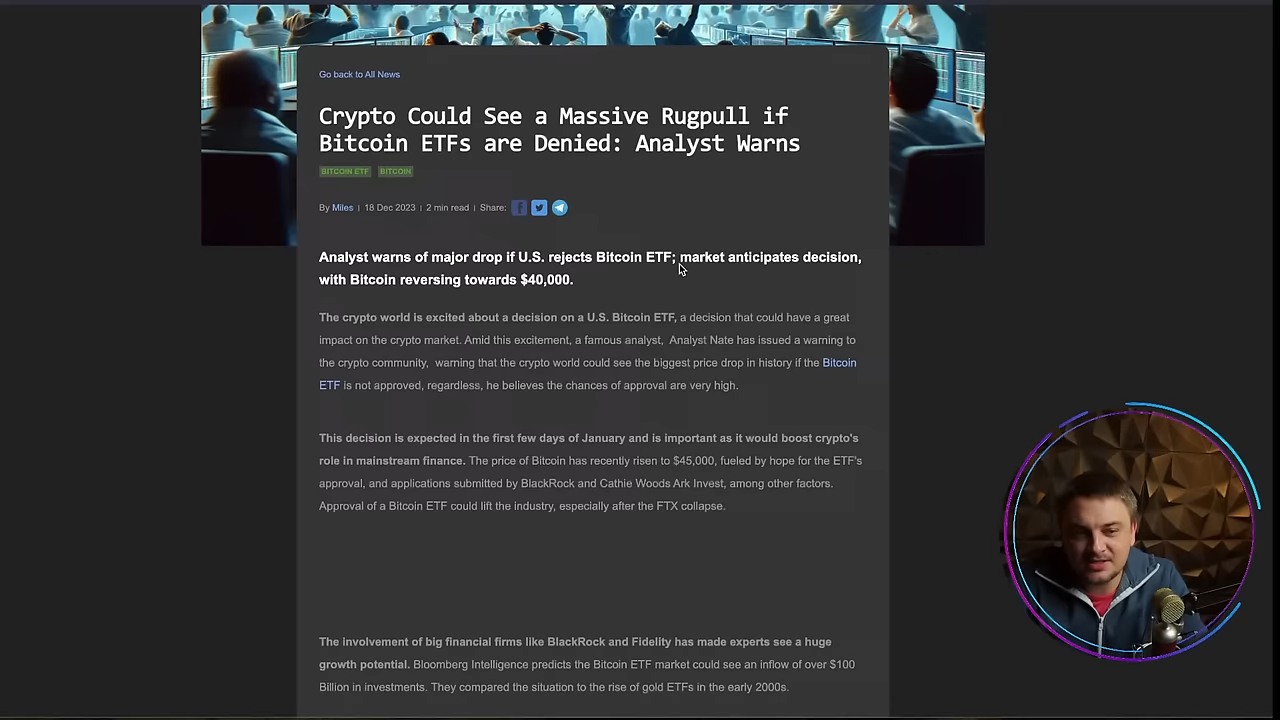 Go back to All News
Crypto Could See a Massive Rugpull if
Bitcoin ETFs are Denied: Analyst Warns
BITCOIN ETF BITCOIN
By Miles | 18 Dec 2023 | 2 min read | Share:
Analyst warns of major drop if U.S. rejects Bitcoin ETF; market anticipates decision,
with Bitcoin reversing towards $40,000.
The crypto world is excited about a decision on a U.S. Bitcoin ETF, a decision that could have a great
impact on the crypto market. Amid this excitement, a famous analyst, Analyst Nate has issued a warning to
the crypto community, warning that the crypto world could see the biggest price drop in history if the Bitcoin
ETF is not approved, regardless, he believes the chances of approval are very high.
This decision is expected in the first few days of January and is important as it would boost crypto's
role in mainstream finance. The price of Bitcoin has recently risen to $45,000, fueled by hope for the ETF's
approval, and applications submitted by BlackRock and Cathie Woods Ark Invest, among other factors.
Approval of a Bitcoin ETF could lift the industry, especially after the FTX collapse.
The involvement of big financial firms like BlackRock and Fidelity has made experts see a huge
growth potential. Bloomberg Intelligence predicts the Bitcoin ETF market could see an inflow of over $100
Billion in investments. They compared the situation to the rise of gold ETFs in the early 2000s.